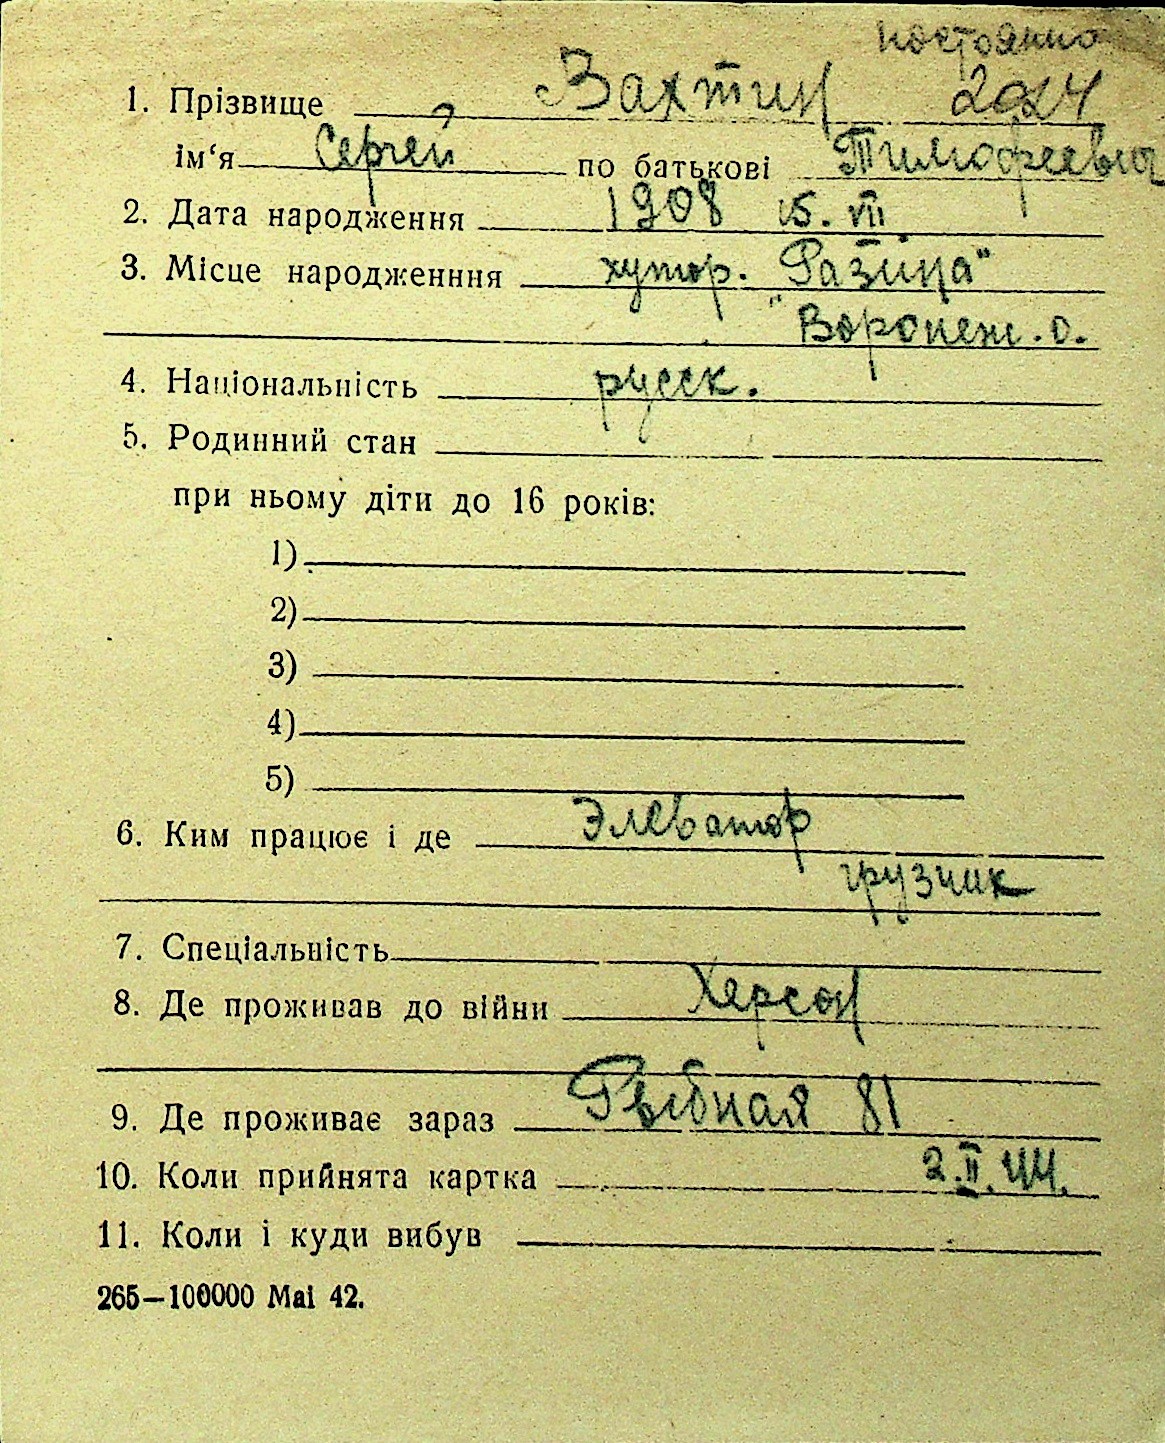 постоянно
1. Прізвище Вахтин 2024
ім‘я Сергей по батькові Тимофеевич
2. Дата народження 1908 15. VII
3. Місце народженння хутор. "Разина"
Воронеж. о.
4. Національність русск.
5. Родинний стан
при ньому діти до 16 років:
1)
2)
3)
4)
5)
6. Ким працює і де Элеватор
грузчик
7. Спеціальність
8. Де проживав до війни Херсон
9. Де проживає зараз Рыбная 81
10. Коли прийнята картка 2.II.44.
11. Коли і куди вибув
265—100000 Mai 42.